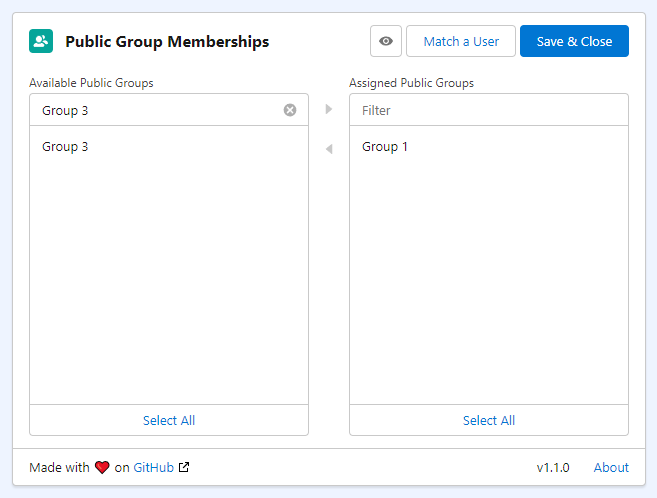 Public Group Memberships
Match a User
Save & Close
Available Public Groups
Group 3
Group 3
Select All
Assigned Public Groups
Filter
Group 1
Select All
Made with ❤ on GitHub
v1.1.0
About